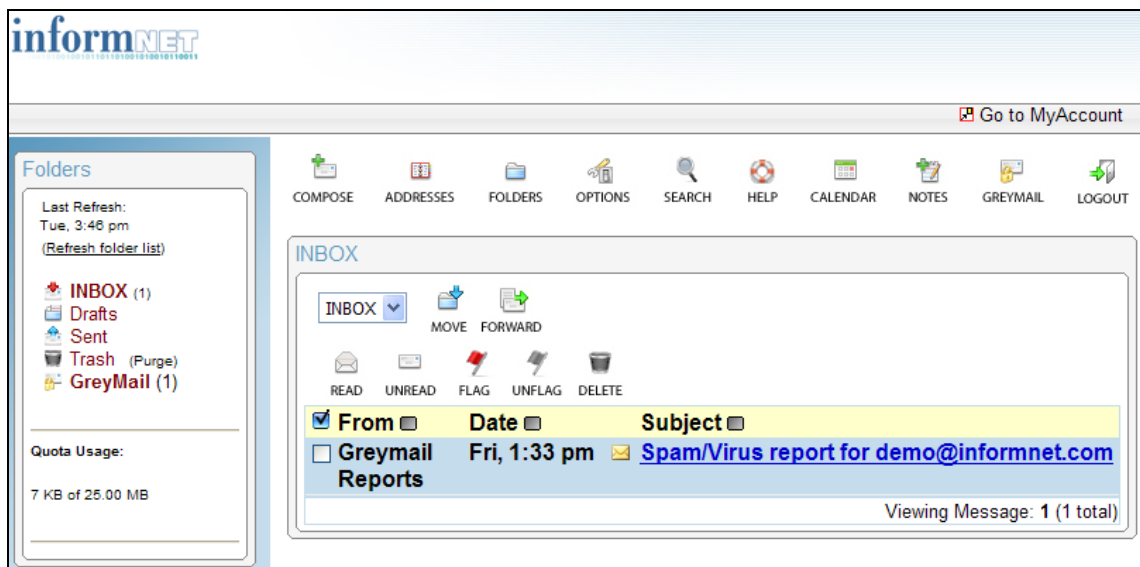 informNET
0101101010010101001010110011
Go to MyAccount
Folders
Last Refresh:
Tue, 3:46 pm
(Refresh folder list)
INBOX (1)
Drafts
Sent
Trash (Purge)
GreyMail (1)
Quota Usage:
7 KB of 25.00 MB
COMPOSE ADDRESSES FOLDERS OPTIONS SEARCH HELP CALENDAR NOTES GREYMAIL LOGOUT
INBOX
INBOX MOVE FORWARD
READ UNREAD FLAG UNFLAG DELETE
From Date Subject
Greymail Reports Fri, 1:33 pm Spam/Virus report for demo@informnet.com
Viewing Message: 1 (1 total)